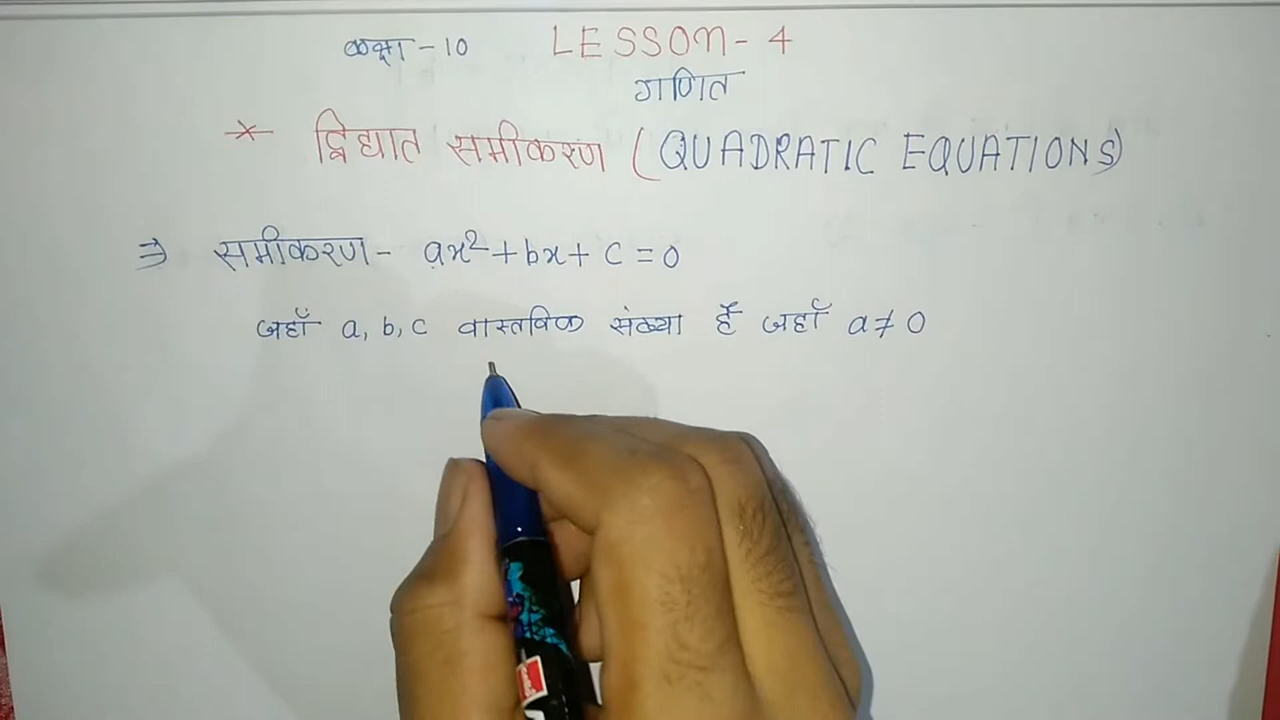 कक्षा - 10 LESSON - 4
गणित
* द्विघात समीकरण (QUADRATIC EQUATIONS)
⇒ समीकरण - ax²+bx+c=0
जहाँ a, b, c वास्तविक संख्या हैं जहाँ a≠0